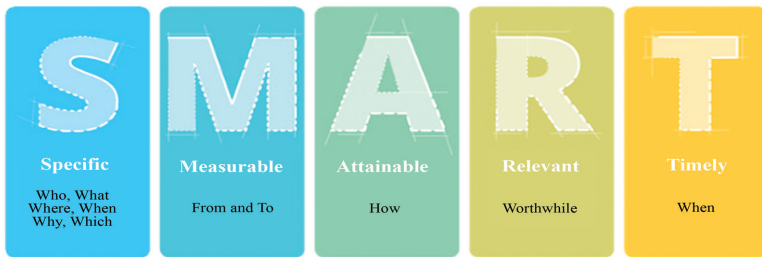 S
Specific
Who, What
Where, When
Why, Which
M
Measurable
From and To
A
Attainable
How
R
Relevant
Worthwhile
T
Timely
When